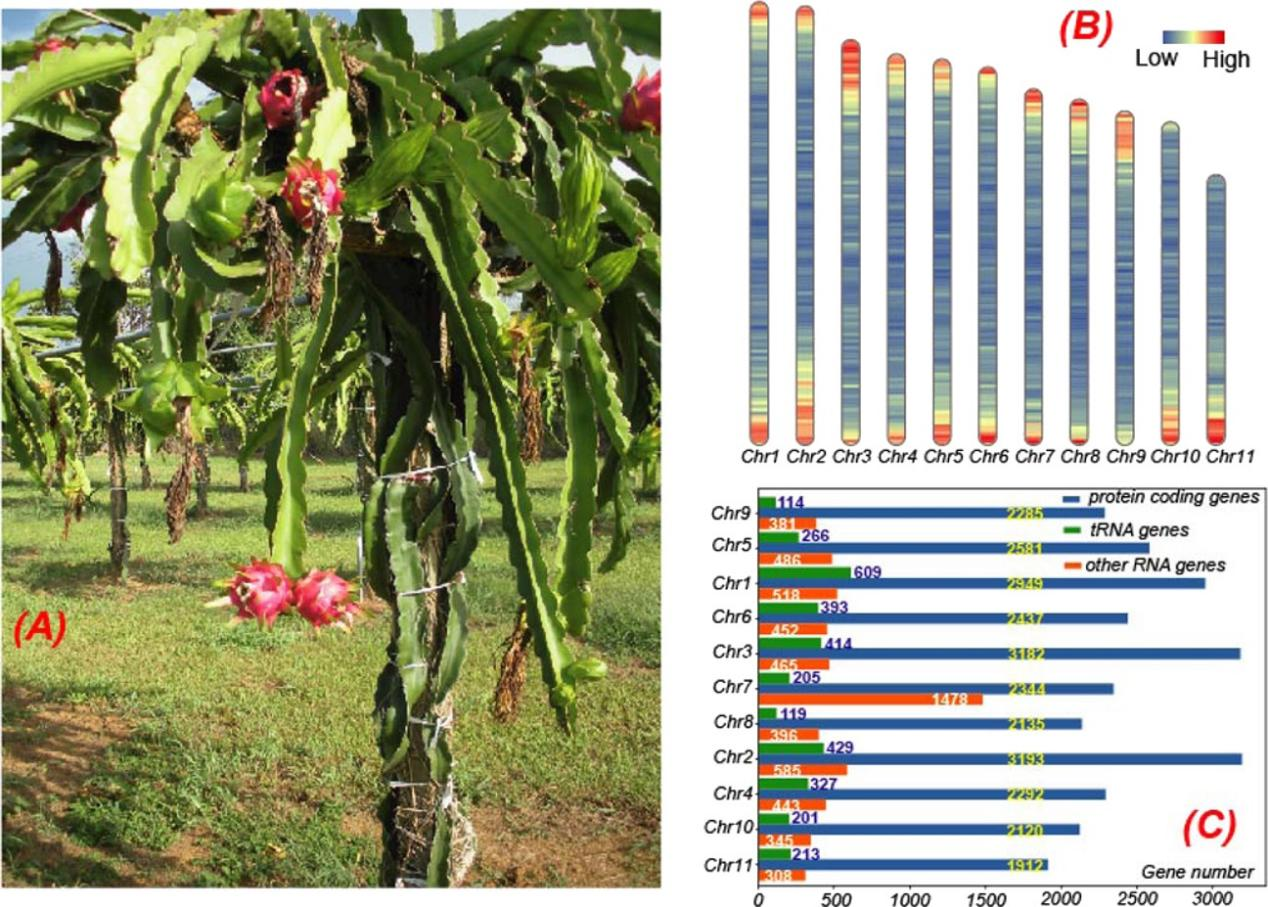 (A)
(B)
Low High
Chr1 Chr2 Chr3 Chr4 Chr5 Chr6 Chr7 Chr8 Chr9 Chr10 Chr11
protein coding genes
tRNA genes
other RNA genes
Chr9 114 2285 381
Chr5 266 2581 486
Chr1 609 2949 518
Chr6 393 2437 452
Chr3 414 3182 465
Chr7 205 2344 1478
Chr8 119 2135 396
Chr2 429 3193 585
Chr4 327 2292 443
Chr10 201 2120 345
Chr11 213 1912 308
(C)
Gene number
0 500 1000 1500 2000 2500 3000